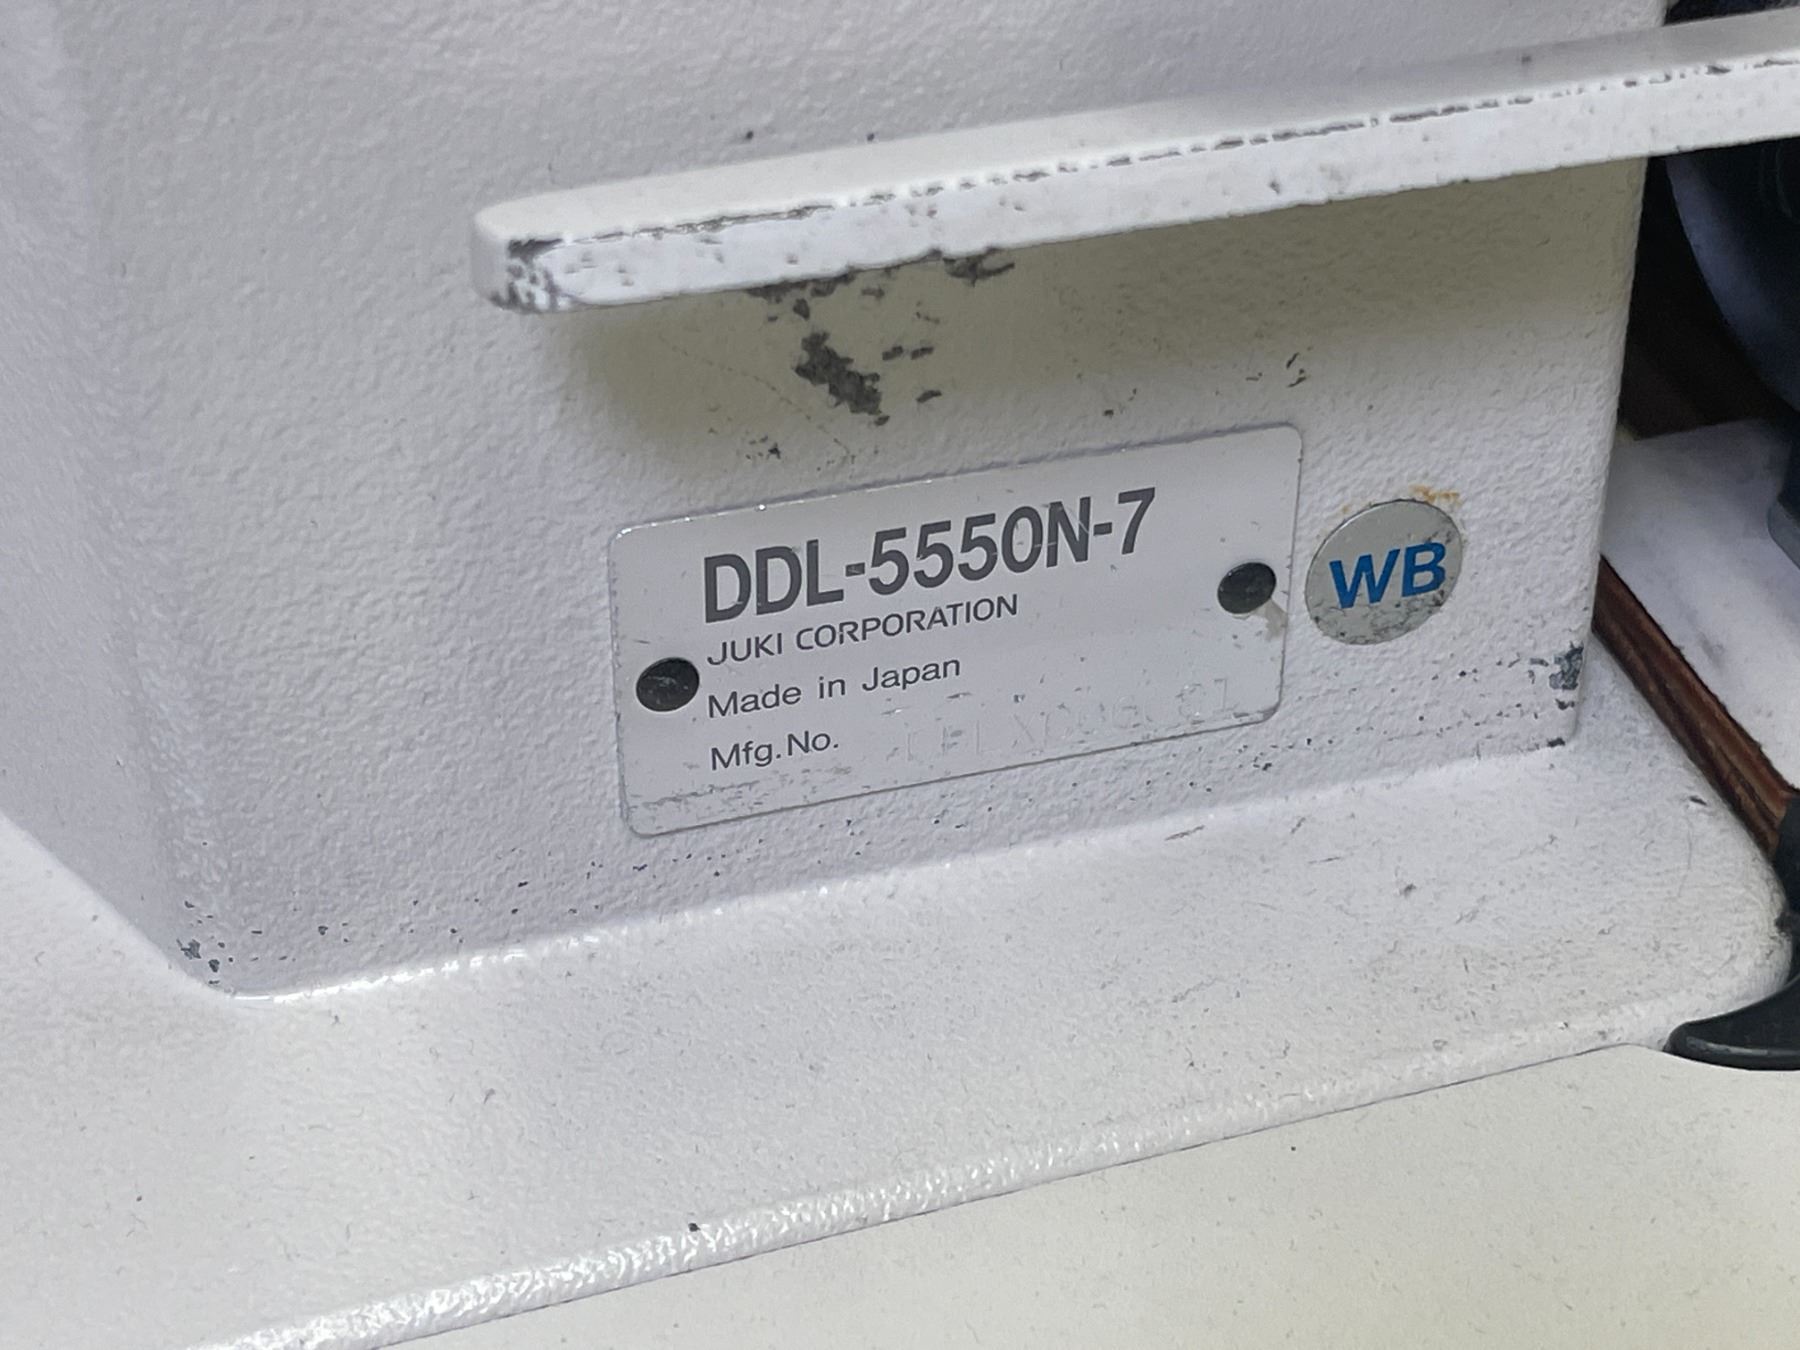 DDL-5550N-7
JUKI CORPORATION
Made in Japan
Mfg.No.
WB